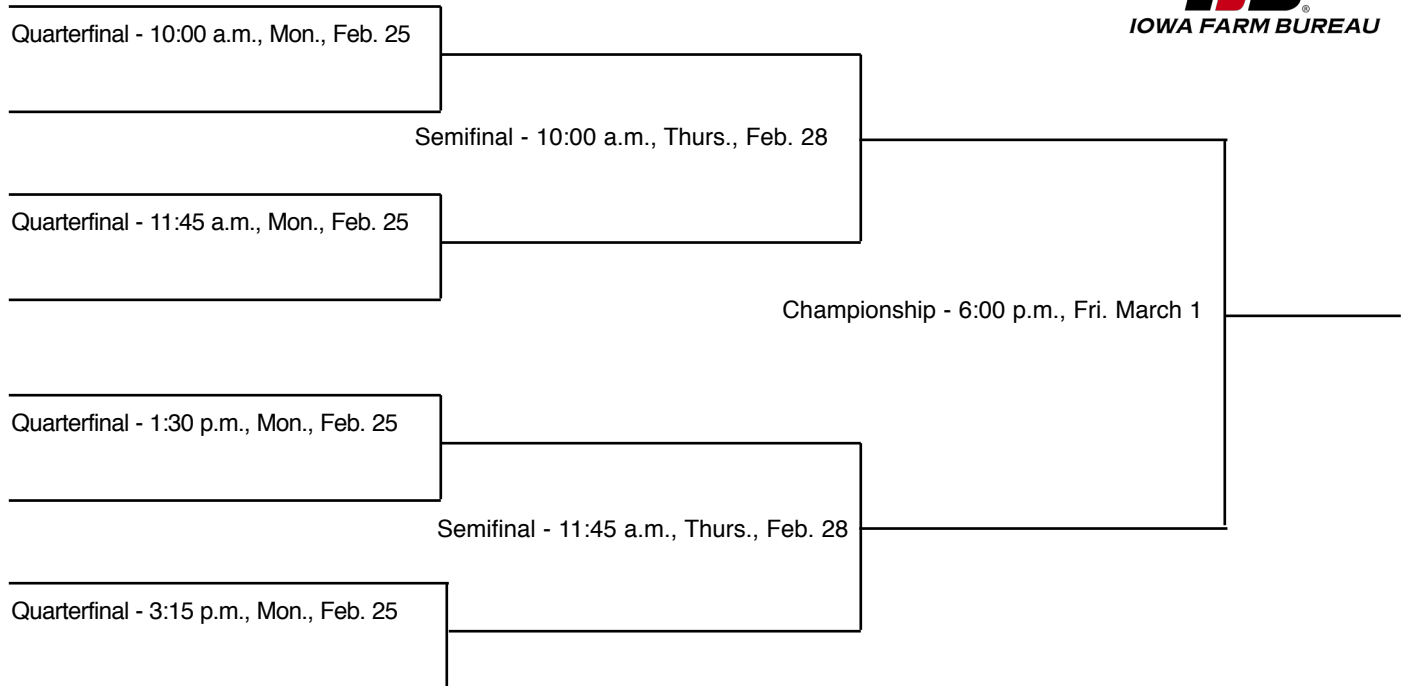 IOWA FARM BUREAU
Quarterfinal - 10:00 a.m., Mon., Feb. 25
Semifinal - 10:00 a.m., Thurs., Feb. 28
Quarterfinal - 11:45 a.m., Mon., Feb. 25
Championship - 6:00 p.m., Fri. March 1
Quarterfinal - 1:30 p.m., Mon., Feb. 25
Semifinal - 11:45 a.m., Thurs., Feb. 28
Quarterfinal - 3:15 p.m., Mon., Feb. 25